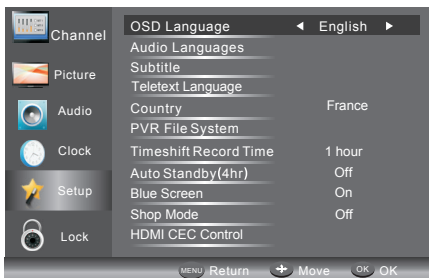 Channel
Picture
Audio
Clock
Setup
Lock
OSD Language English
Audio Languages
Subtitle
Teletext Language
Country France
PVR File System
Timeshift Record Time 1 hour
Auto Standby(4hr) Off
Blue Screen On
Shop Mode Off
HDMI CEC Control
MENU Return Move OK OK